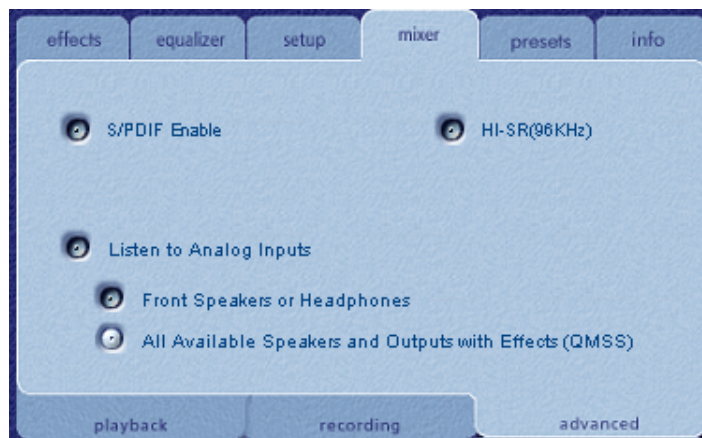 effects equalizer setup mixer presets info
S/PDIF Enable HI-SR(96KHz)
Listen to Analog Inputs
Front Speakers or Headphones
All Available Speakers and Outputs with Effects (QMSS)
playback recording advanced